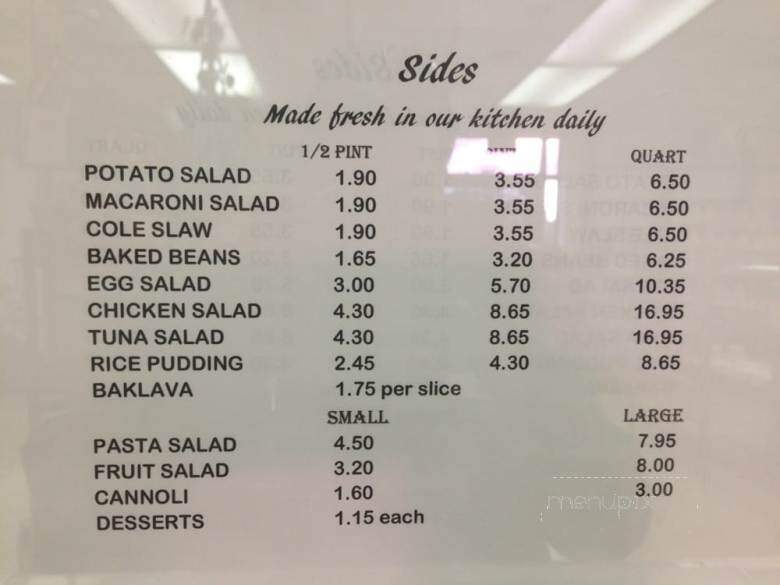 Sides
Made fresh in our kitchen daily
1/2 PINT PINT QUART
POTATO SALAD 1.90 3.55 6.50
MACARONI SALAD 1.90 3.55 6.50
COLE SLAW 1.90 3.55 6.50
BAKED BEANS 1.65 3.20 6.25
EGG SALAD 3.00 5.70 10.35
CHICKEN SALAD 4.30 8.65 16.95
TUNA SALAD 4.30 8.65 16.95
RICE PUDDING 2.45 4.30 8.65
BAKLAVA 1.75 per slice
SMALL LARGE
PASTA SALAD 4.50 7.95
FRUIT SALAD 3.20 8.00
CANNOLI 1.60 3.00
DESSERTS 1.15 each
menupix